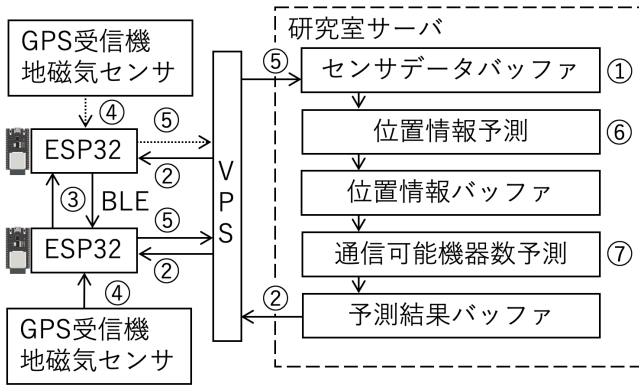 研究室サーバ
GPS受信機
地磁気センサ
⑤
センサデータバッファ
①
④
⑤
ESP32
②
位置情報予測
⑥
③
BLE
VPS
位置情報バッファ
⑤
ESP32
②
通信可能機器数予測
⑦
④
②
予測結果バッファ
GPS受信機
地磁気センサ